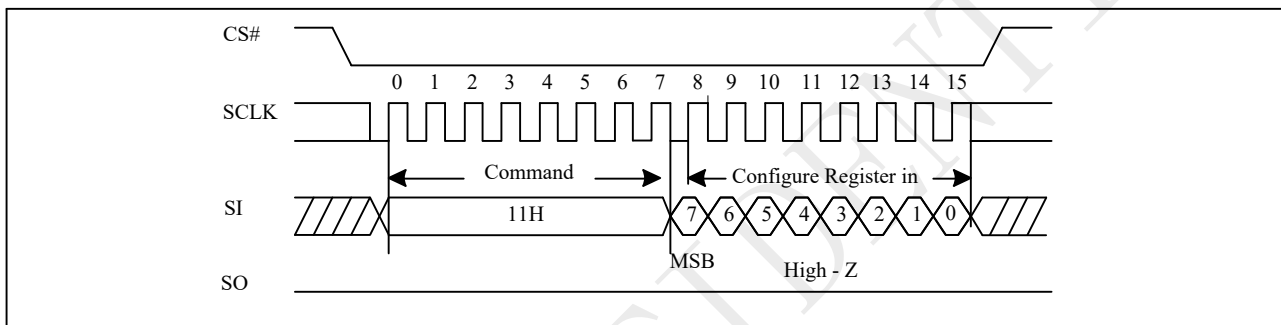 CS#
0 1 2 3 4 5 6 7 8 9 10 11 12 13 14 15
SCLK
Command
Configure Register in
SI
11H
7 6 5 4 3 2 1 0
MSB
High - Z
SO